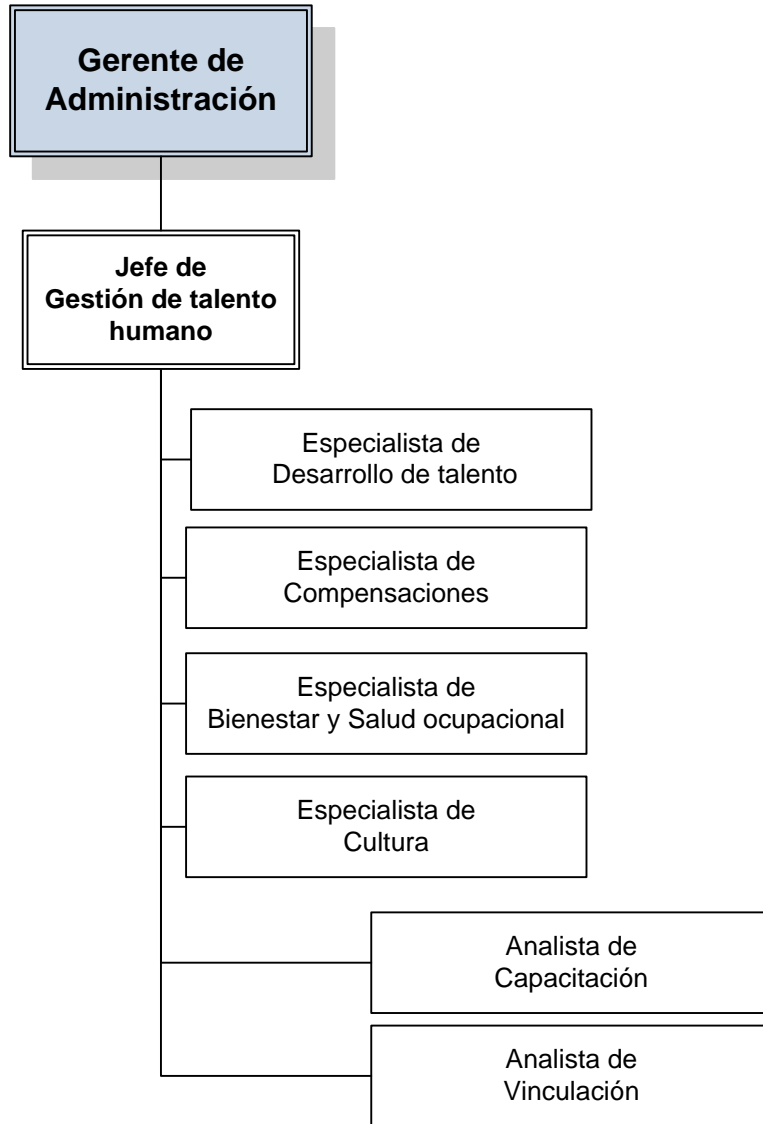 Gerente de
Administración
Jefe de
Gestión de talento
humano
Especialista de
Desarrollo de talento
Especialista de
Compensaciones
Especialista de
Bienestar y Salud ocupacional
Especialista de
Cultura
Analista de
Capacitación
Analista de
Vinculación